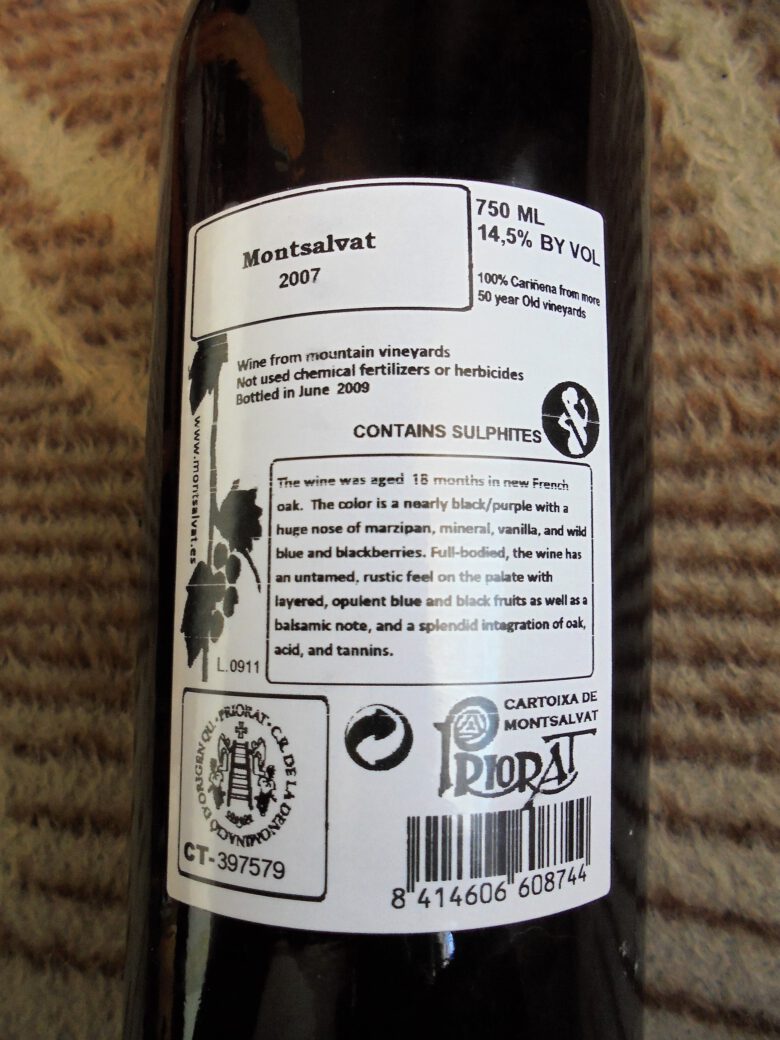 Montsalvat
2007
750 ML
14,5% BY VOL
100% Cariñena from more
50 year Old vineyards
Wine from mountain vineyards
Not used chemical fertilizers or herbicides
Bottled in June 2009
CONTAINS SULPHITES
www.montsalvat.es
The wine was aged 18 months in new French
oak. The color is a nearly black/purple with a
huge nose of marzipan, mineral, vanilla, and wild
blue and blackberries. Full-bodied, the wine has
an untamed, rustic feel on the palate with
layered, opulent blue and black fruits as well as a
balsamic note, and a splendid integration of oak,
acid, and tannins.
L.0911
PRIORAT · C.R. DE LA DENOMINACIÓ D'ORIGEN QU.
CT-397579
CARTOIXA DE
MONTSALVAT
PRIORAT
8 414606 608744